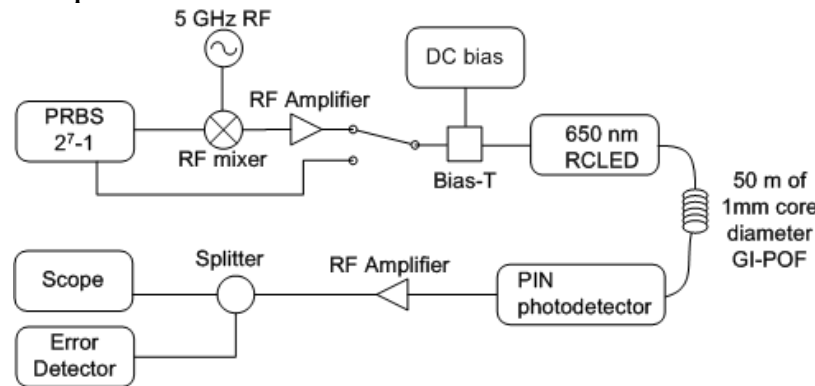 5 GHz RF
DC bias
RF Amplifier
PRBS
2⁷-1
RF mixer
650 nm
RCLED
Bias-T
50 m of
1mm core
diameter
GI-POF
Splitter
RF Amplifier
Scope
PIN
photodetector
Error
Detector